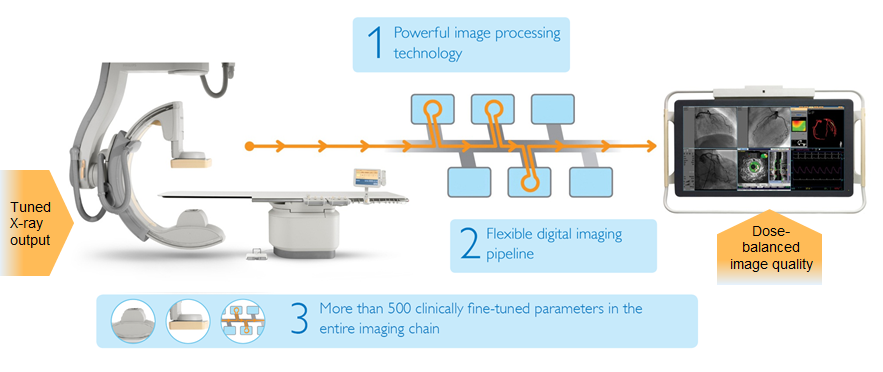 1 Powerful image processing
technology
Tuned
X-ray
output
2 Flexible digital imaging
pipeline
Dose-
balanced
image quality
3 More than 500 clinically fine-tuned parameters in the
entire imaging chain